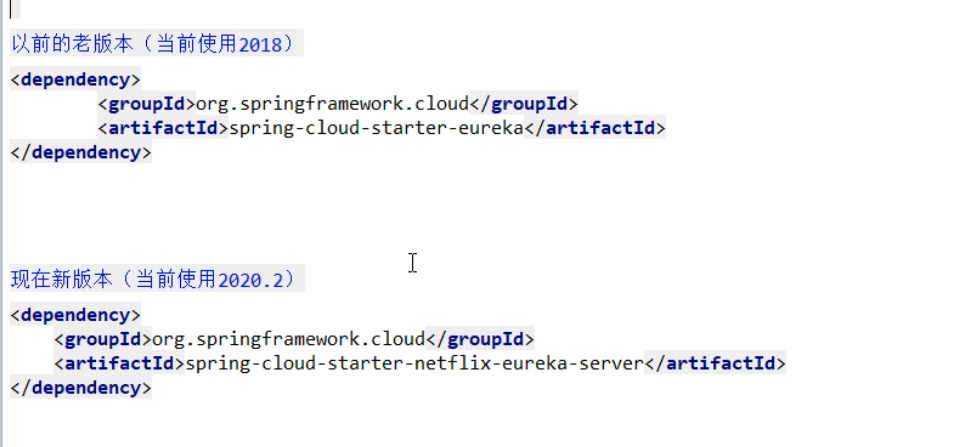 以前的老版本（当前使用2018）
<dependency>
<groupId>org.springframework.cloud</groupId>
<artifactId>spring-cloud-starter-eureka</artifactId>
</dependency>
现在新版本（当前使用2020.2）
<dependency>
<groupId>org.springframework.cloud</groupId>
<artifactId>spring-cloud-starter-netflix-eureka-server</artifactId>
</dependency>